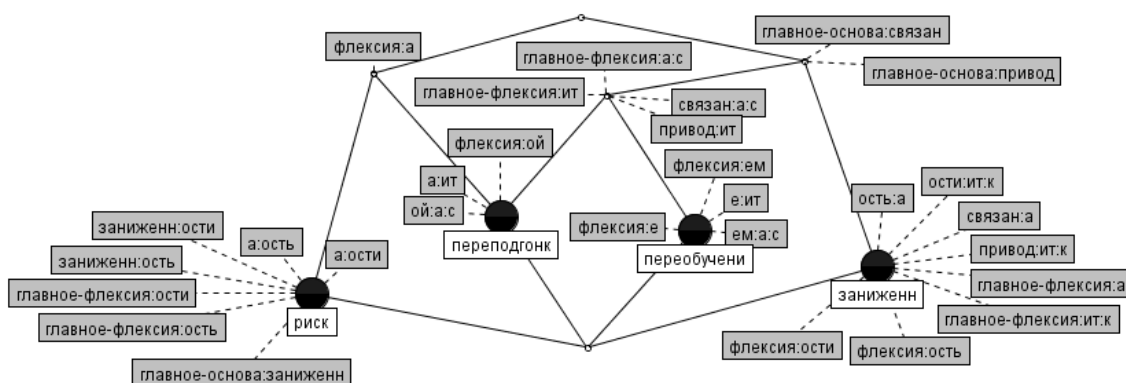 главное-основа:связан
флексия:а
главное-флексия:а:с
главное-основа:привод
главное-флексия:ит
связан:а:с
привод:ит
флексия:ой
флексия:ем
а:ит
ости:ит:к
ость:а
е:ит
ой:а:с
связан:а
заниженн:ости
а:ость
флексия:е
ем:а:с
переподгонк
переобучени
привод:ит:к
а:ости
заниженн:ость
главное-флексия:а
главное-флексия:ости
заниженн
риск
главное-флексия:ит:к
главное-флексия:ость
флексия:ости
флексия:ость
главное-основа:заниженн